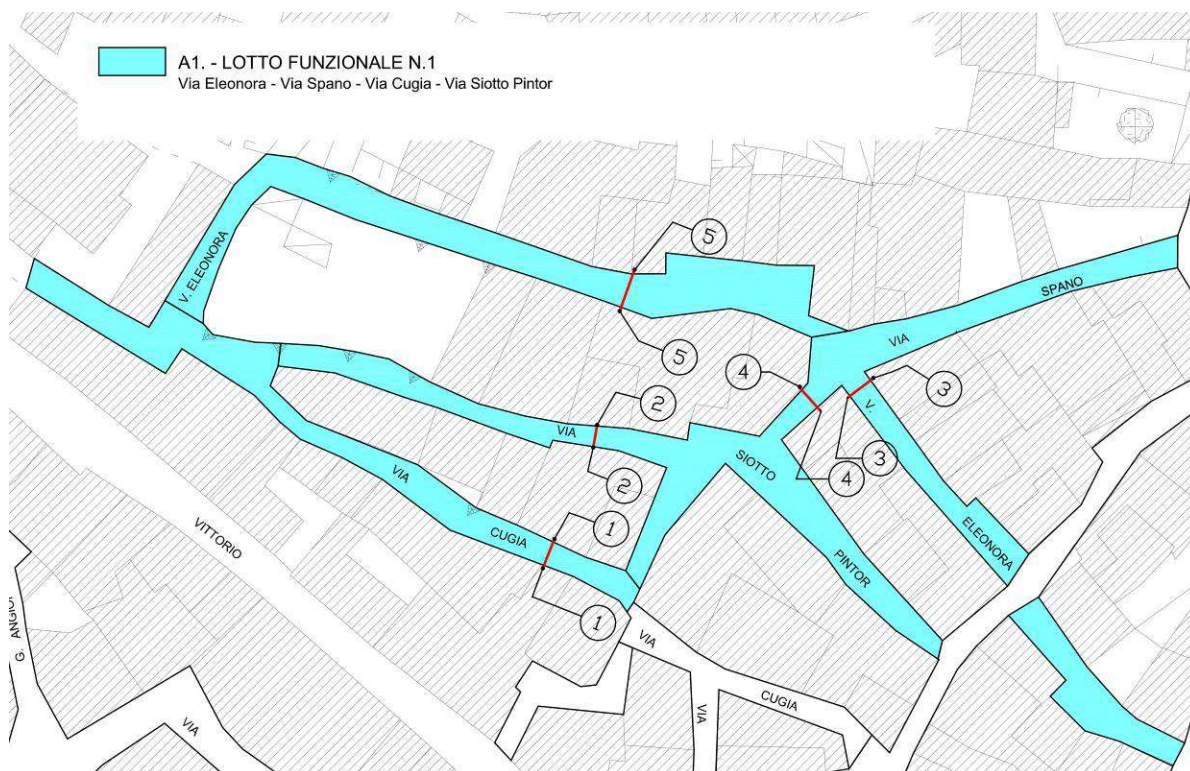 A1. - LOTTO FUNZIONALE N.1
Via Eleonora - Via Spano - Via Cugia - Via Siotto Pintor
5
V. ELEONORA
SPANO
VIA
5
4
3
2
V.
VIA
SIOTTO
3
4
VIA
2
VITTORIO
CUGIA
1
ELEONORA
PINTOR
1
G. ANGIOI
VIA
CUGIA
VIA
VIA